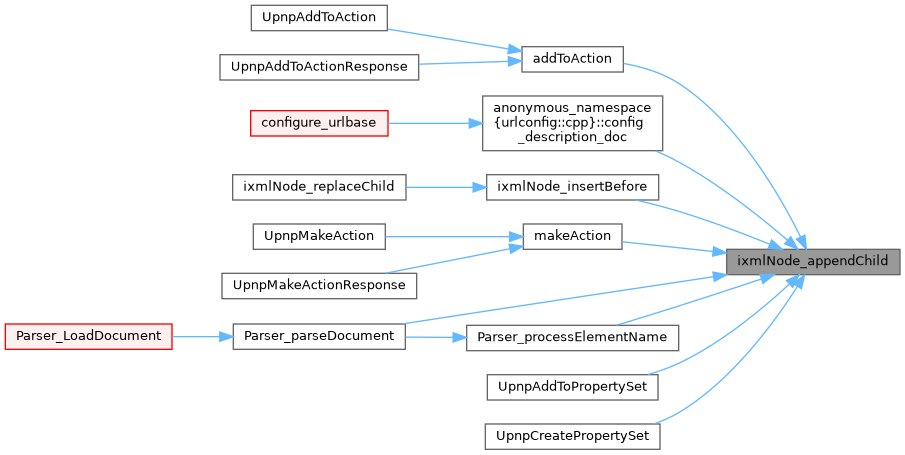 UpnpAddToAction
addToAction
UpnpAddToActionResponse
anonymous_namespace
{urlconfig::cpp}::config
_description_doc
configure_urlbase
ixmlNode_replaceChild
ixmlNode_insertBefore
UpnpMakeAction
makeAction
ixmlNode_appendChild
UpnpMakeActionResponse
Parser_LoadDocument
Parser_parseDocument
Parser_processElementName
UpnpAddToPropertySet
UpnpCreatePropertySet